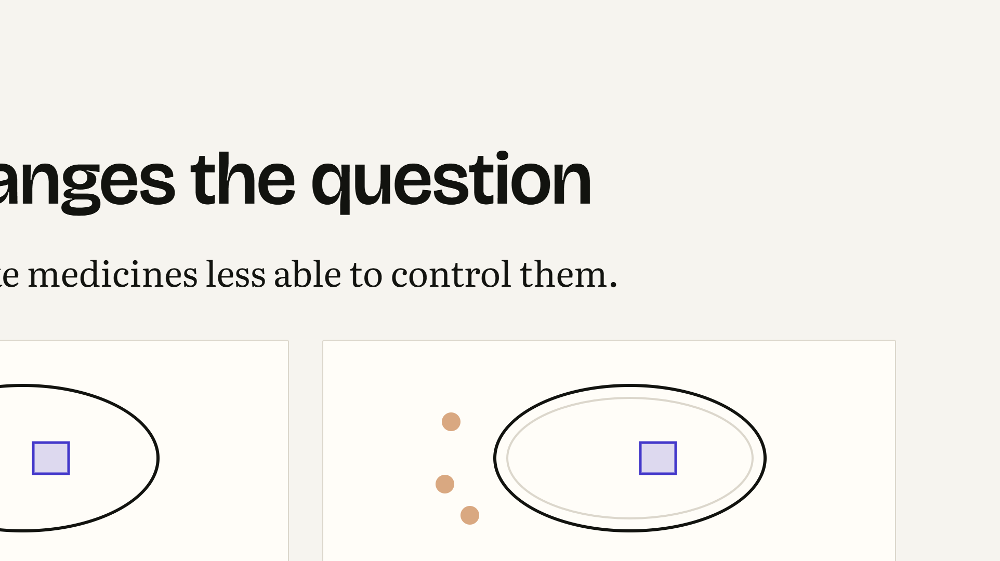 anges the question
e medicines less able to control them.